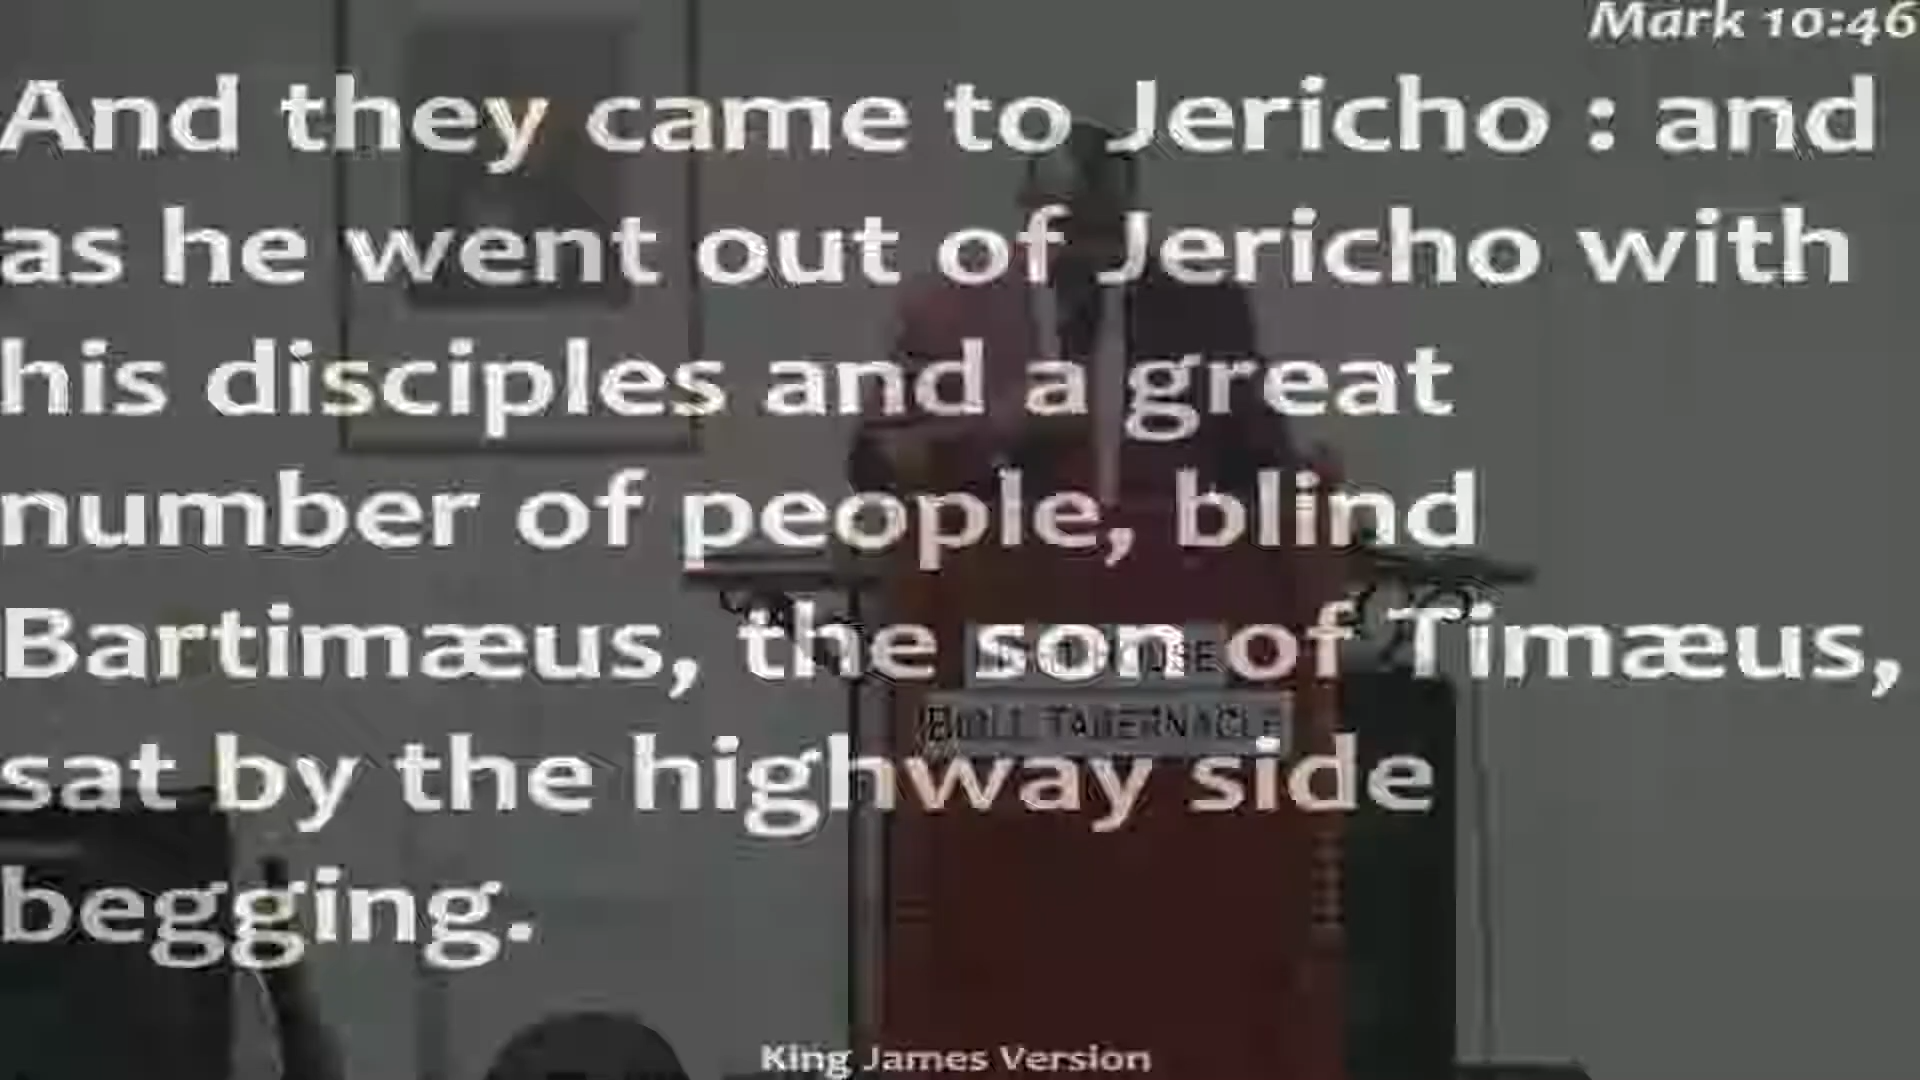 Mark 10:46
And they came to Jericho : and
as he went out of Jericho with
his disciples and a great
number of people, blind
Bartimæus, the son of Timæus,
sat by the highway side
begging.
BIBLE TABERNACLE
King James Version